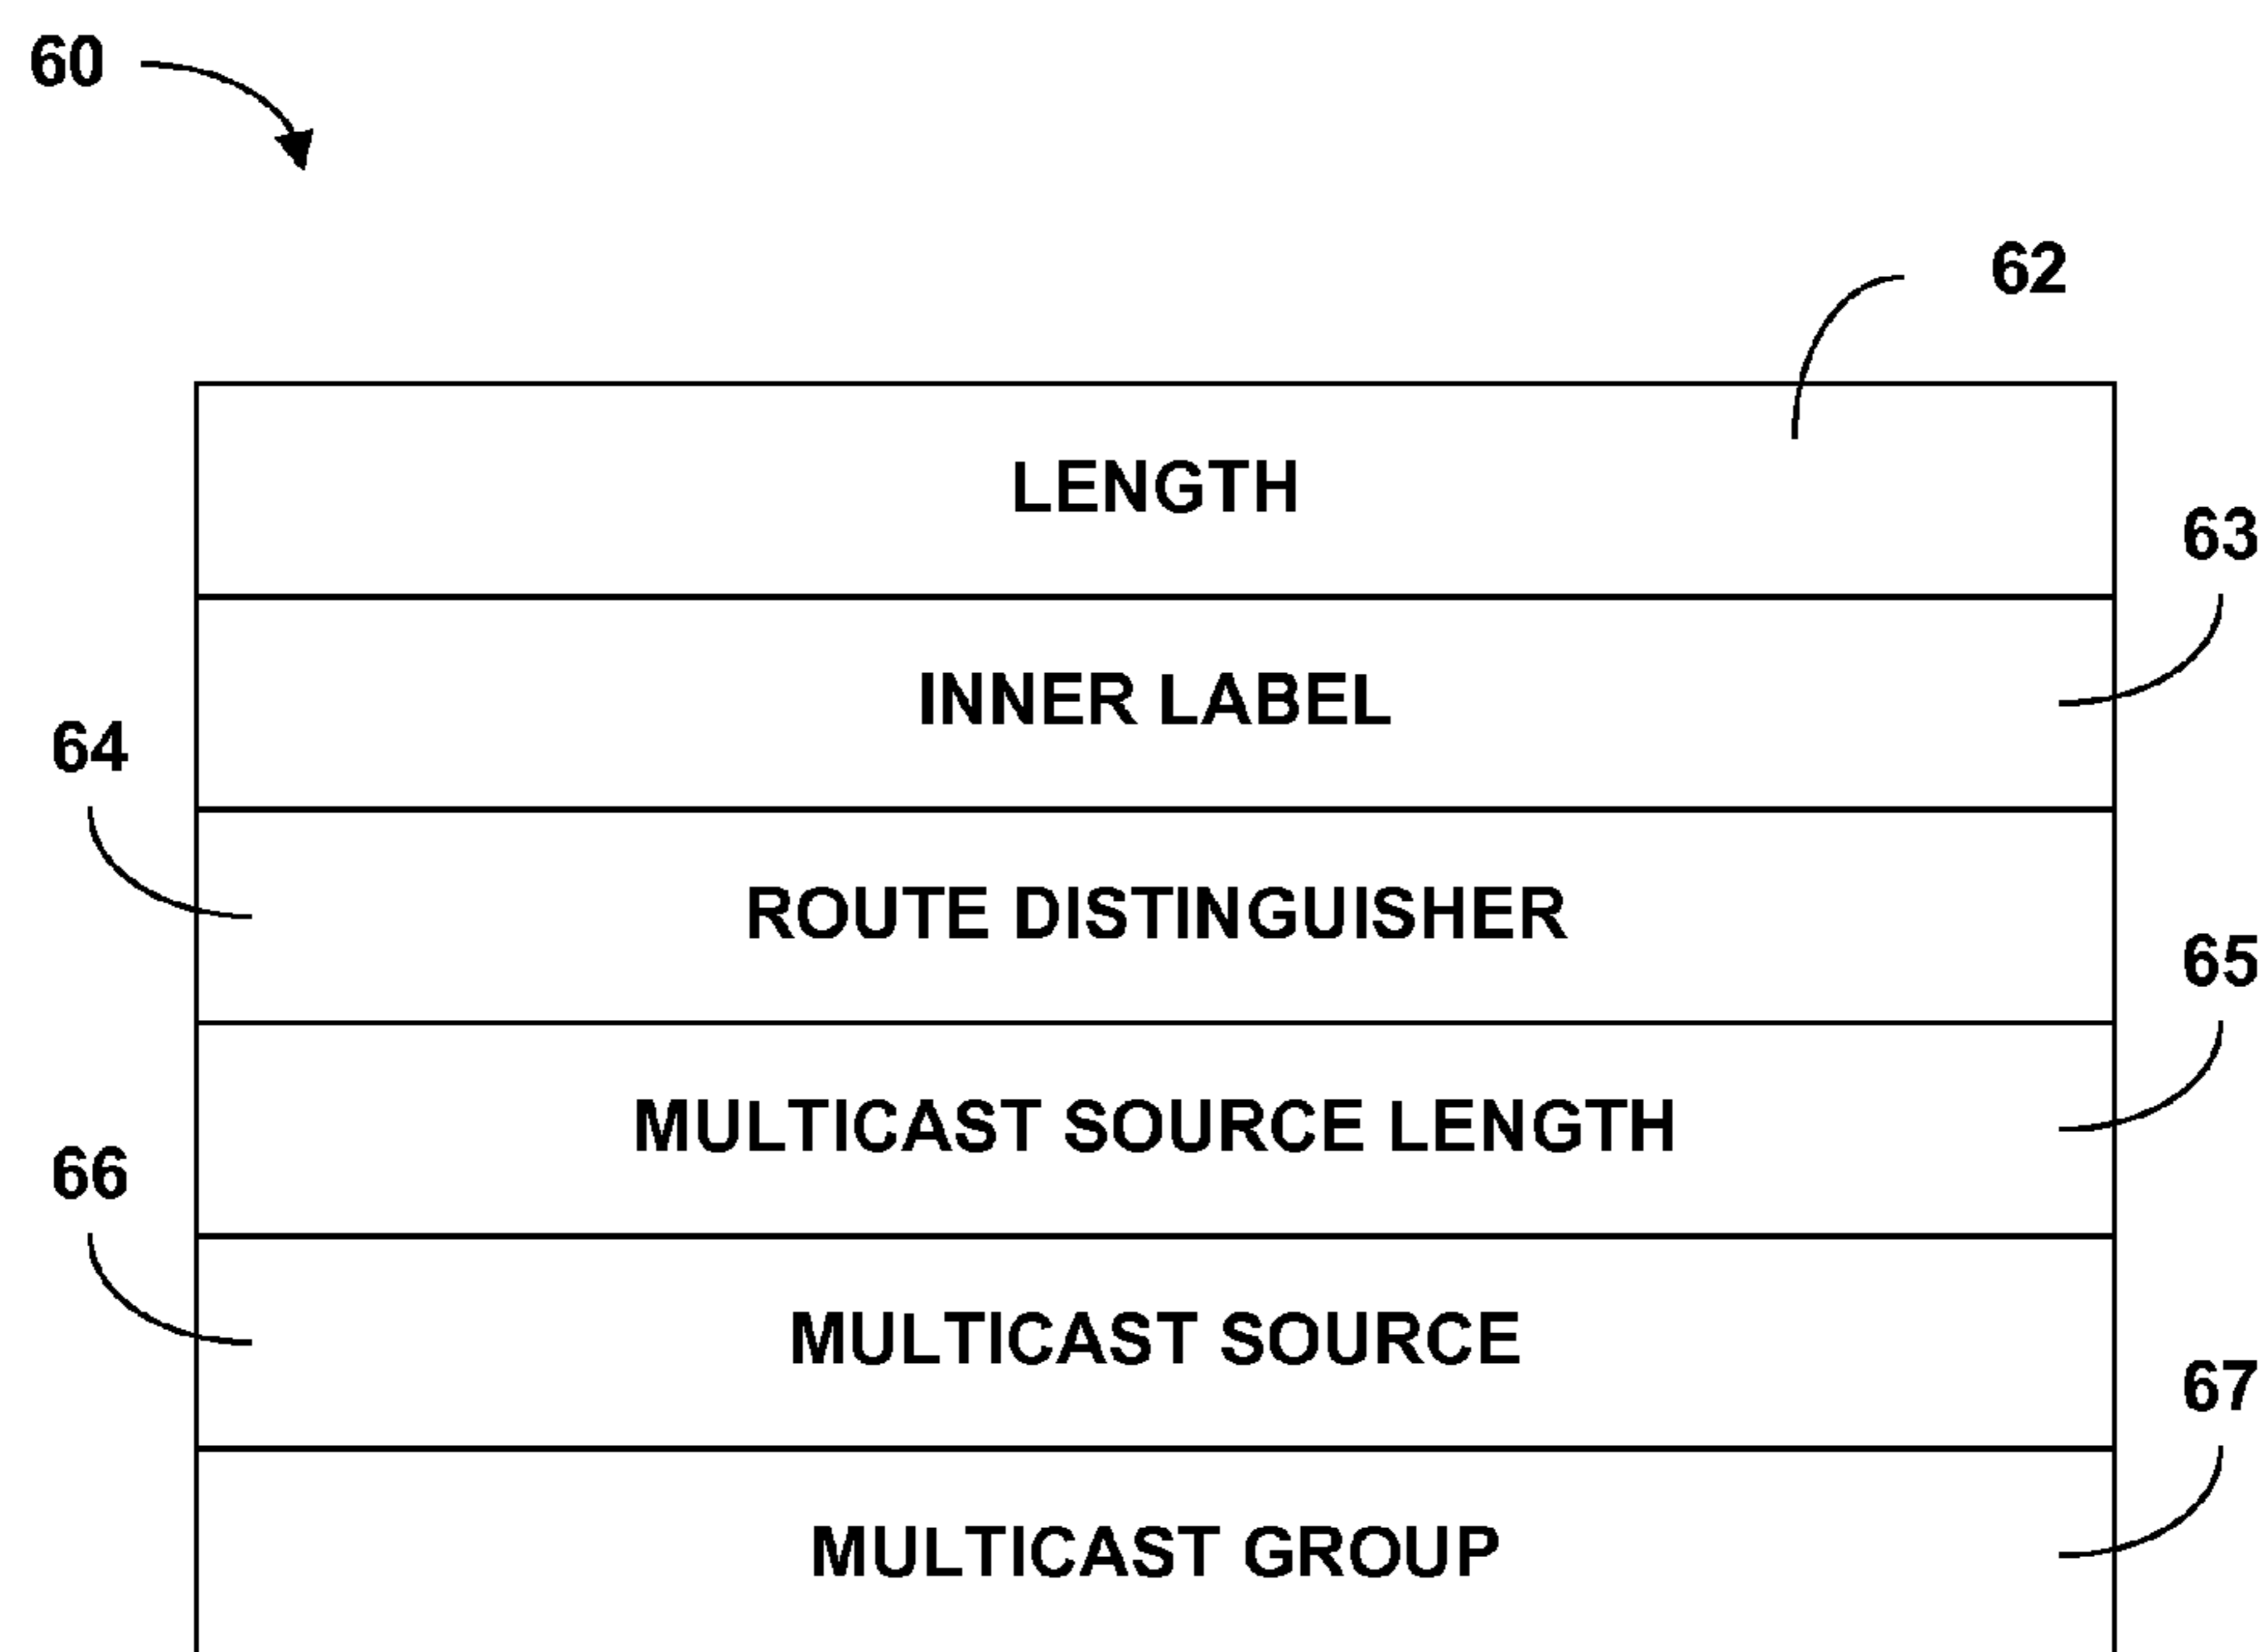 60
62
LENGTH
63
INNER LABEL
64
ROUTE DISTINGUISHER
65
MULTICAST SOURCE LENGTH
66
MULTICAST SOURCE
67
MULTICAST GROUP